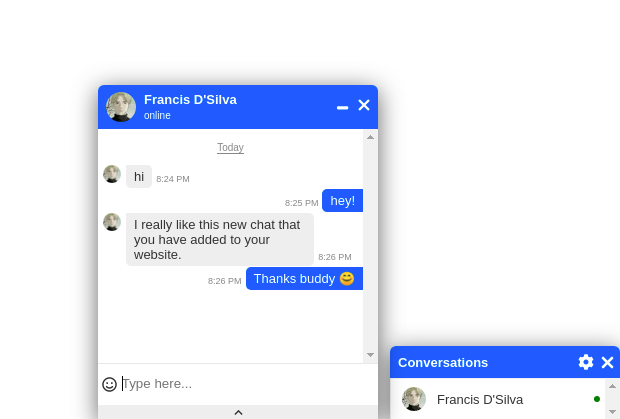 Francis D'Silva
online
Today
hi 8:24 PM
8:25 PM hey!
I really like this new chat that
you have added to your
website. 8:26 PM
8:26 PM Thanks buddy 😊
Type here...
Conversations
Francis D'Silva